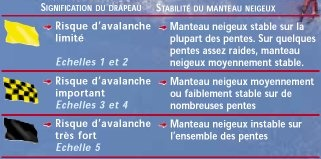 SIGNIFICATION DU DRAPEAU STABILITÉ DU MANTEAU NEIGEUX
Risque d'avalanche
limité
Echelles 1 et 2
Manteau neigeux stable sur la
plupart des pentes. Sur quelques
pentes assez raides, manteau
neigeux moyennement stable.
Risque d'avalanche
important
Echelles 3 et 4
Manteau neigeux moyennement
ou faiblement stable sur de
nombreuses pentes
Risque d'avalanche
très fort
Echelle 5
Manteau neigeux instable sur
l'ensemble des pentes